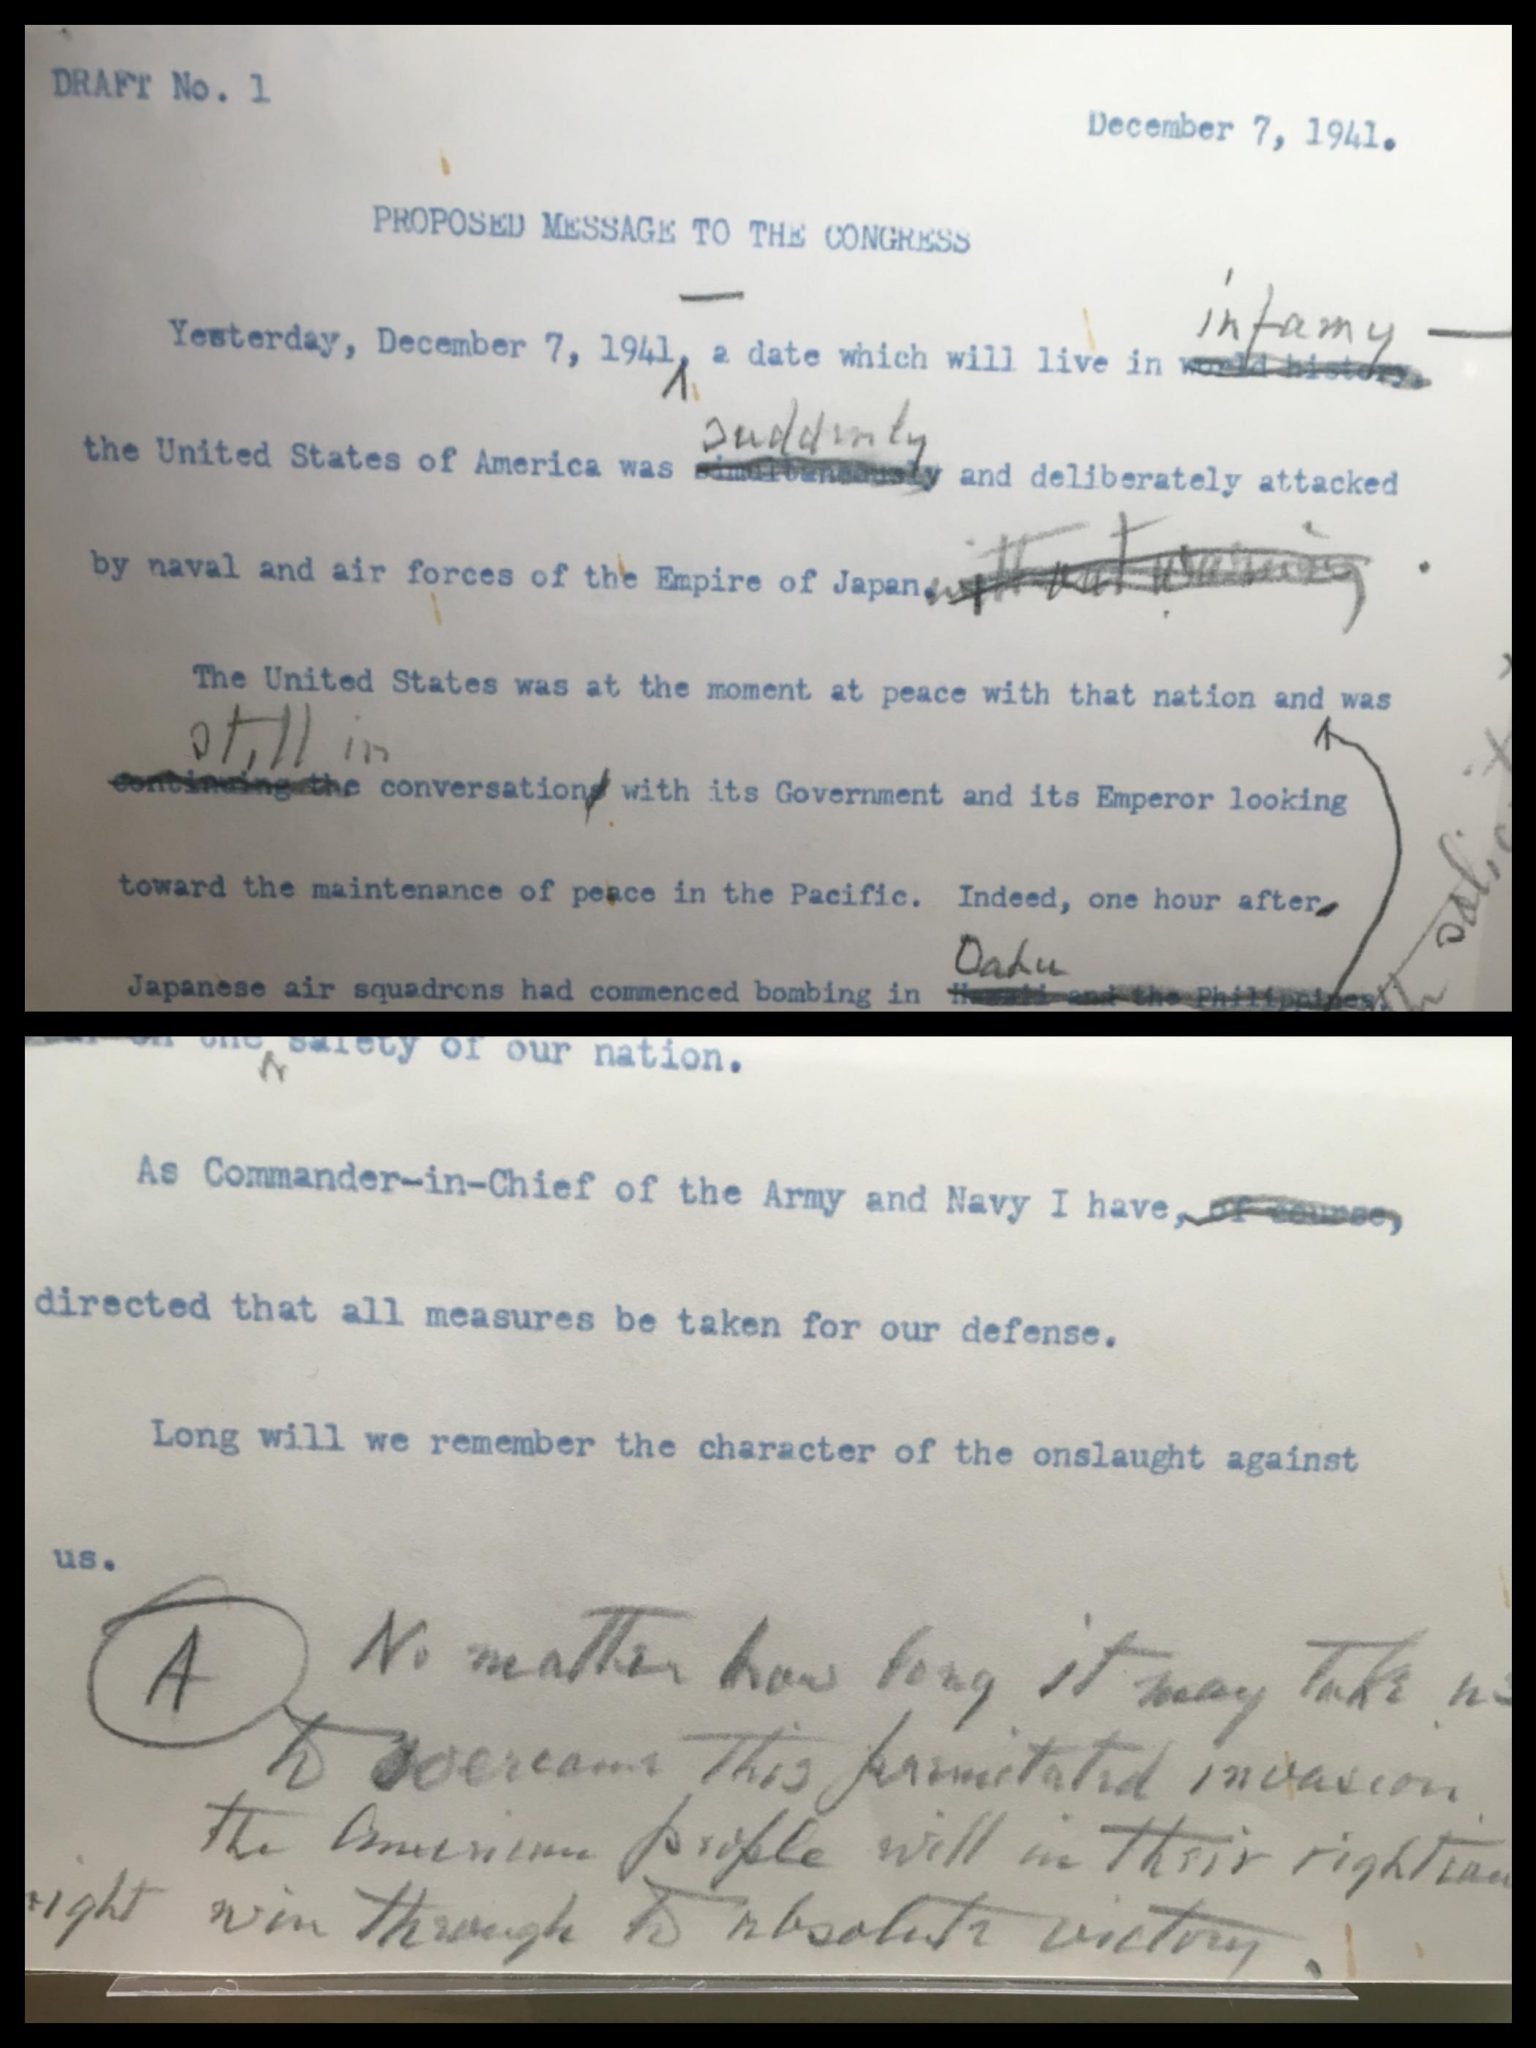 DRAFT No. 1
December 7, 1941.
PROPOSED MESSAGE TO THE CONGRESS
infamy —
Yesterday, December 7, 1941, a date which will live in world history,
suddenly
the United States of America was simultaneously and deliberately attacked
by naval and air forces of the Empire of Japan. without warning .
The United States was at the moment at peace with that nation and was
still in
continuing the conversations with its Government and its Emperor looking
toward the maintenance of peace in the Pacific. Indeed, one hour after,
Oahu
Japanese air squadrons had commenced bombing in Hawaii and the Philippines,
safety of our nation.
As Commander-in-Chief of the Army and Navy I have, of course,
directed that all measures be taken for our defense.
Long will we remember the character of the onslaught against
us.
A No matter how long it may take us
to overcome this premeditated invasion
the American people will in their righteous
right win through to absolute victory.